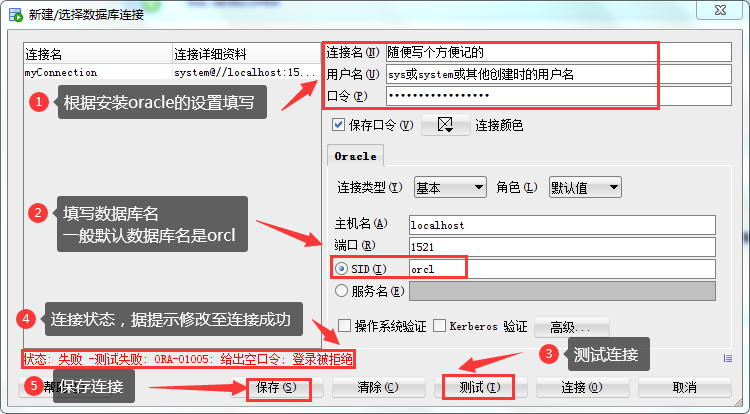 新建/选择数据库连接
连接名 连接详细资料
myConnection system@//localhost:15...
连接名(N) 随便写个方便记的
用户名(U) sys或system或其他创建时的用户名
口令(P) ••••••••••••••••
1 根据安装oracle的设置填写
保存口令(V) 连接颜色
Oracle
连接类型(Y) 基本 角色(L) 默认值
2 填写数据库名
一般默认数据库名是orcl
主机名(A) localhost
端口(R) 1521
SID(I) orcl
服务名(E)
4 连接状态，据提示修改至连接成功
操作系统验证 Kerberos 验证 高级...
状态: 失败 -测试失败: ORA-01005: 给出空口令; 登录被拒绝
3 测试连接
5 保存连接
保存(S) 清除(C) 测试(T) 连接(O) 取消